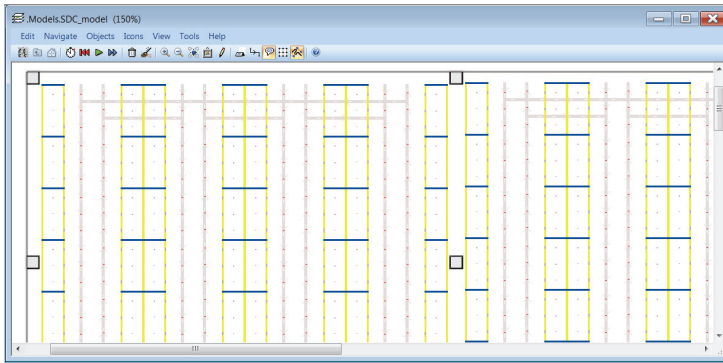 .Models.SDC_model (150%)
Edit Navigate Objects Icons View Tools Help